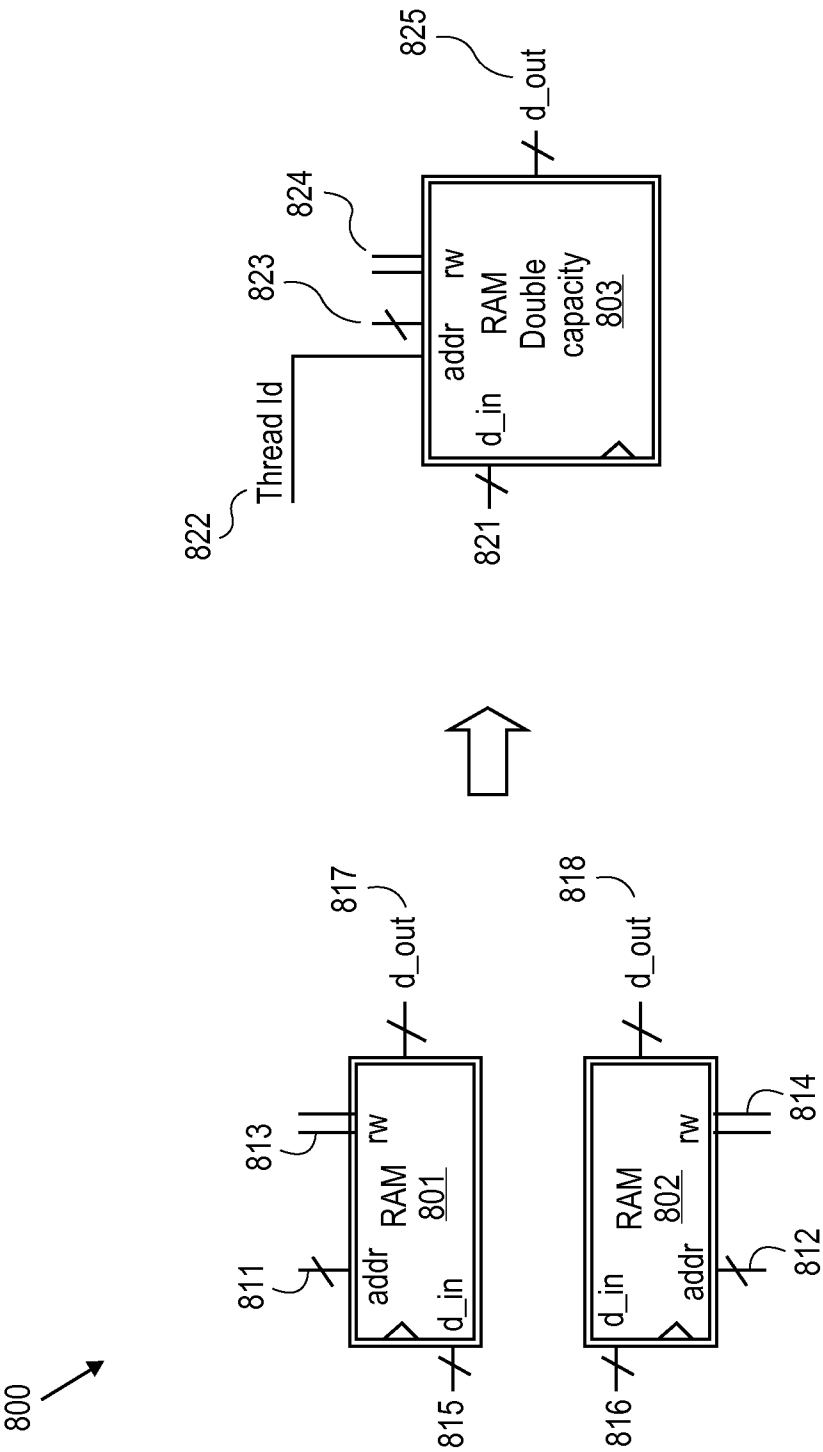 800
811
813
addr
rw
RAM
801
d_in
815
d_out
817
816
d_in
RAM
802
addr
rw
812
814
d_out
818
822
Thread Id
823
824
addr
rw
d_in
821
RAM
Double
capacity
803
d_out
825